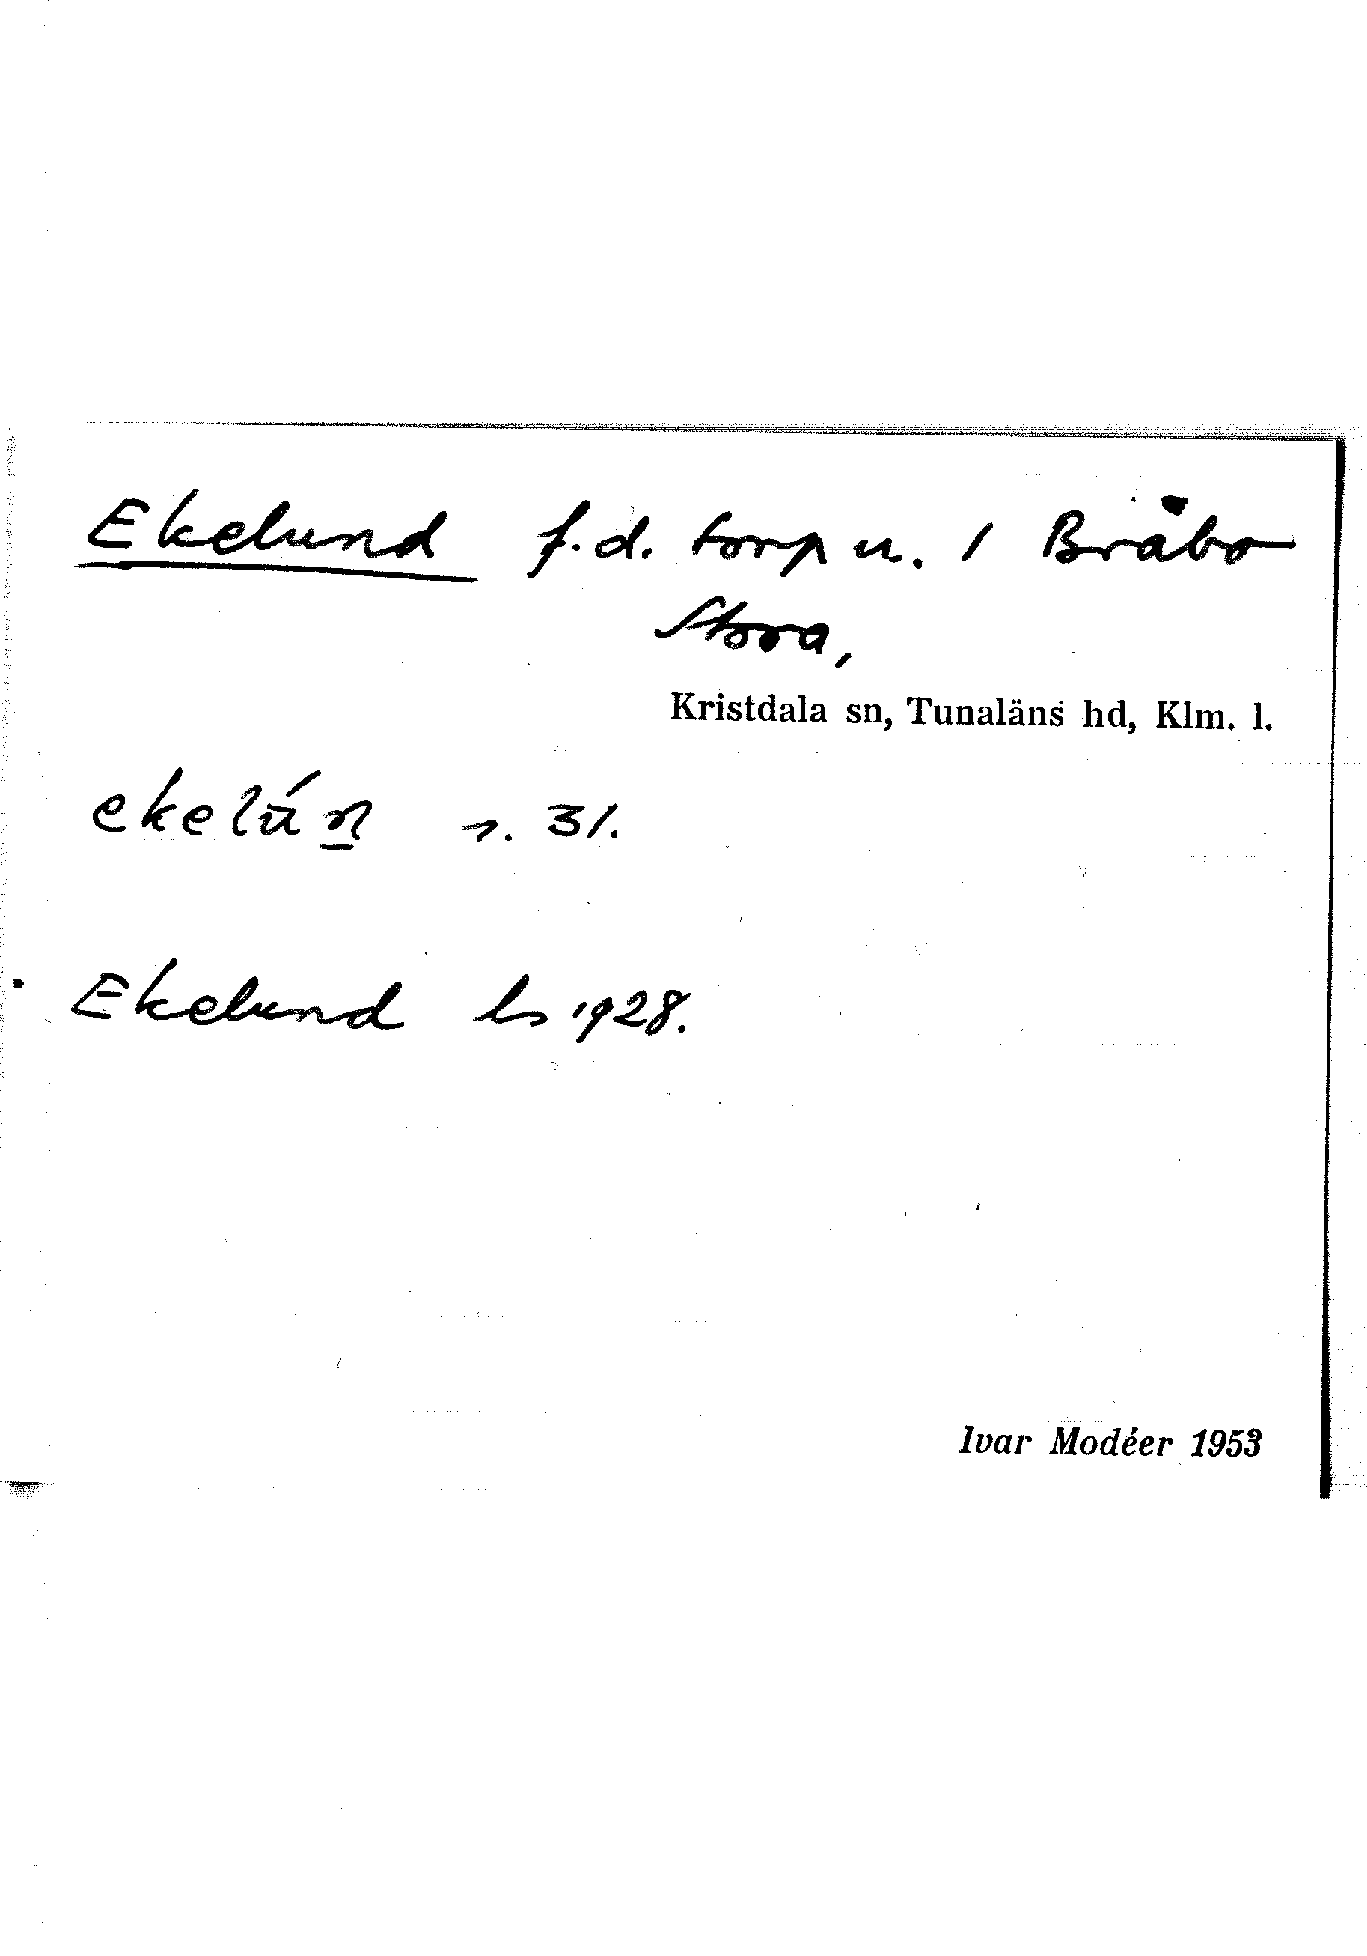 Ekelund f.d. torp u. 1 Bråbo
Stora,
Kristdala sn, Tunaläns hd, Klm. l.
ekelún s. 31.
Ekelund ls 1928.
Ivar Modéer 1953